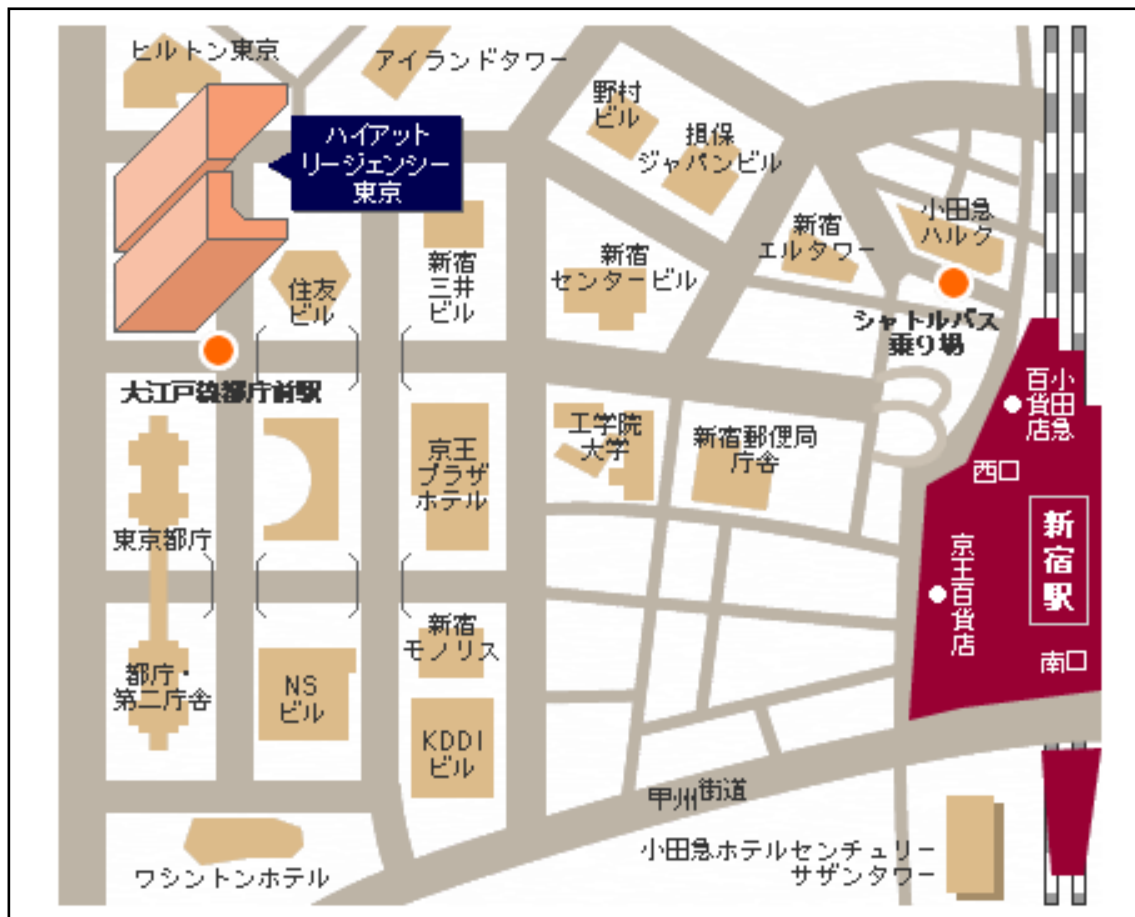 ヒルトン東京
アイランドタワー
野村
ビル
損保
ジャパンビル
ハイアット
リージェンシー
東京
新宿
エルタワー
小田急
ハルク
住友
ビル
新宿
三井
ビル
新宿
センタービル
シャトルバス
乗り場
大江戸線都庁前駅
小田急
百貨店
京王
プラザ
ホテル
工学院
大学
新宿郵便局
庁舎
西口
新宿駅
東京都庁
京王百貨店
新宿
モノリス
南口
都庁・
第二庁舎
NS
ビル
KDDI
ビル
甲州街道
小田急ホテルセンチュリー
サザンタワー
ワシントンホテル